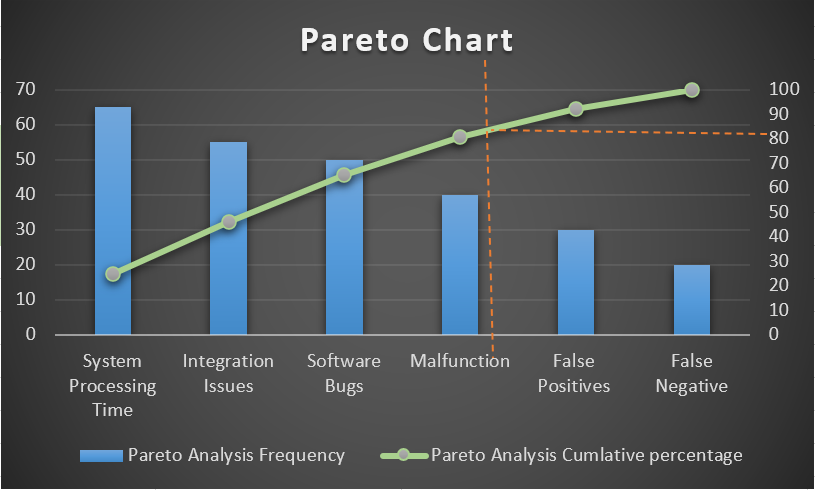 Pareto Chart
70
60
50
40
30
20
10
0
100
90
80
70
60
50
40
30
20
10
0
System
Processing
Time
Integration
Issues
Software
Bugs
Malfunction
False
Positives
False
Negative
Pareto Analysis Frequency
Pareto Analysis Cumlative percentage